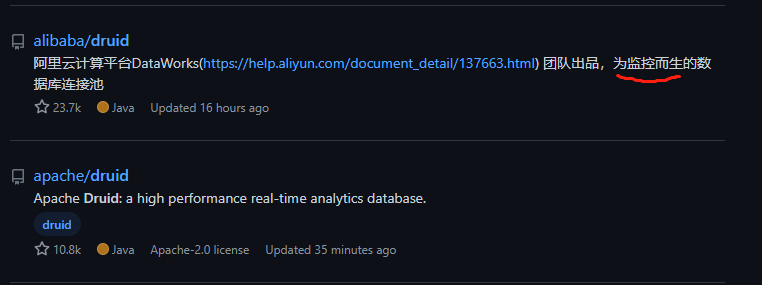 alibaba/druid
阿里云计算平台DataWorks(https://help.aliyun.com/document_detail/137663.html) 团队出品，为监控而生的数
据库连接池
23.7k Java Updated 16 hours ago
apache/druid
Apache Druid: a high performance real-time analytics database.
druid
10.8k Java Apache-2.0 license Updated 35 minutes ago